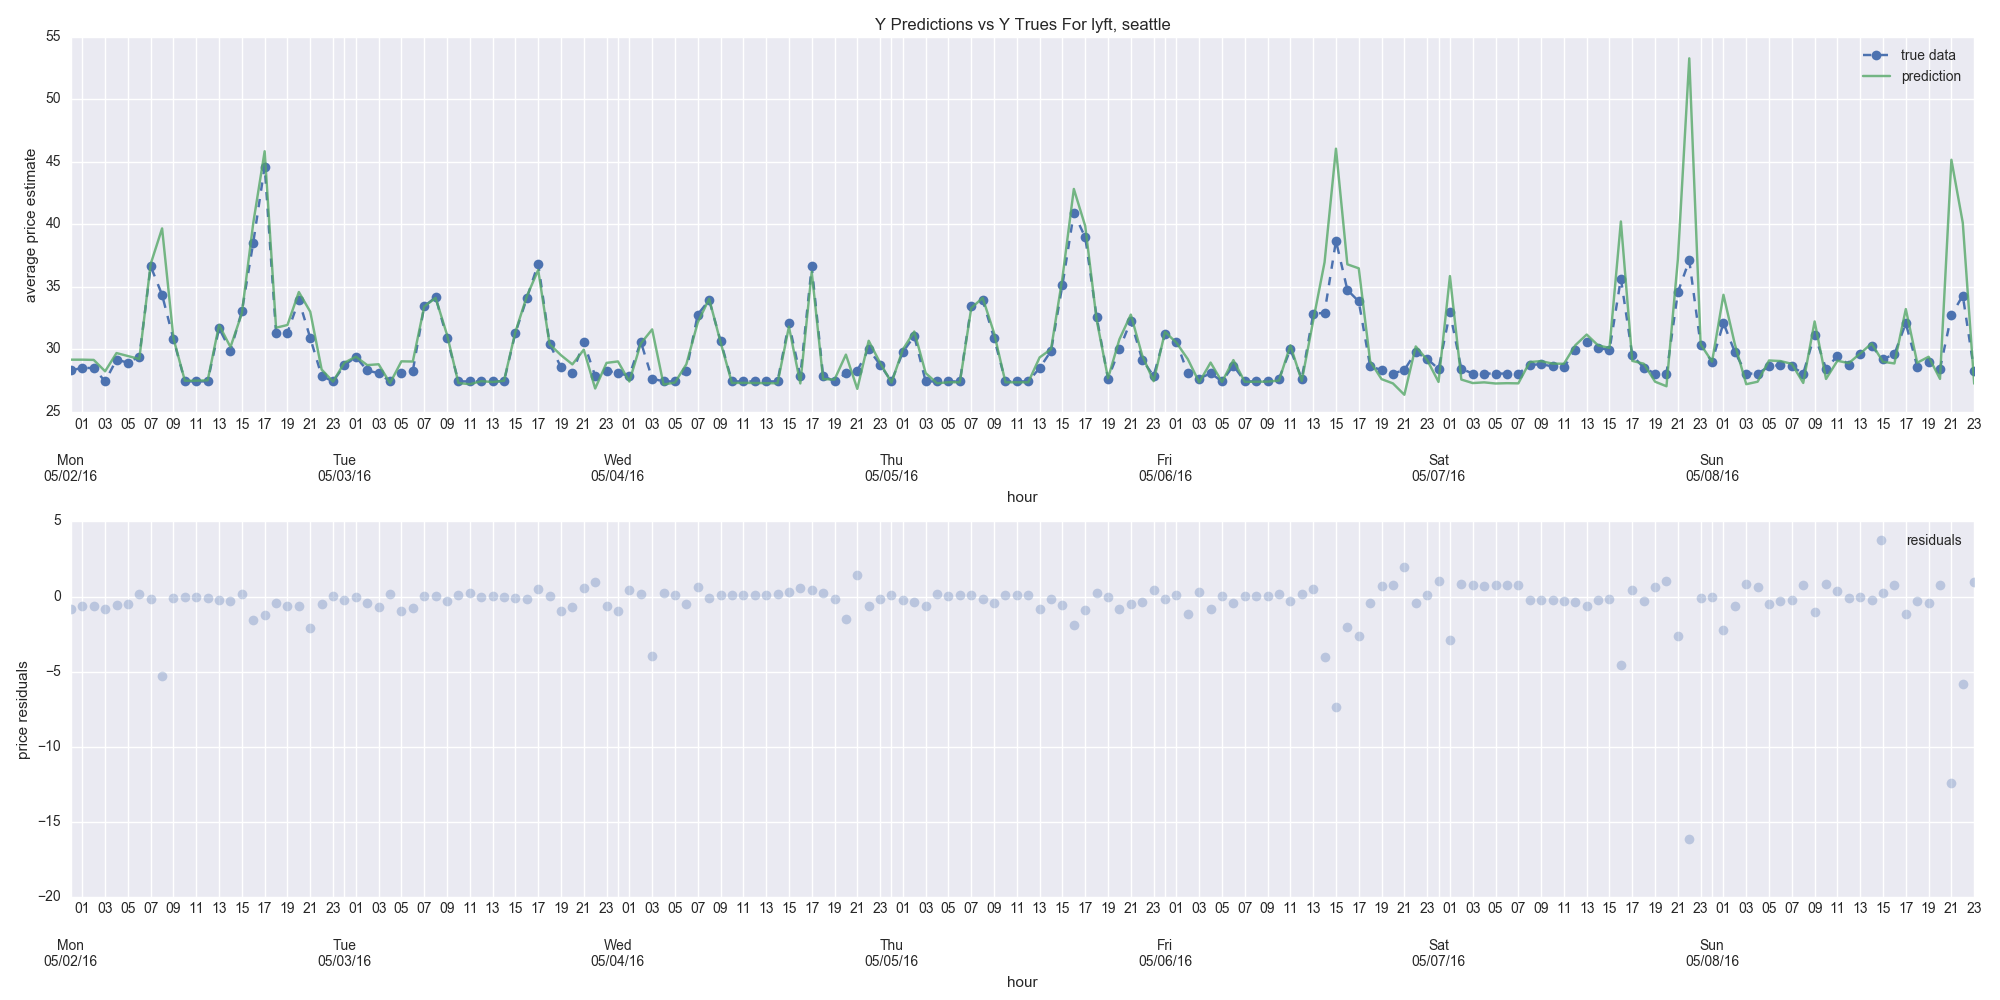 Y Predictions vs Y Trues For lyft, seattle
55
50
45
40
35
30
25
average price estimate
true data
prediction
01 03 05 07 09 11 13 15 17 19 21 23 01 03 05 07 09 11 13 15 17 19 21 23 01 03 05 07 09 11 13 15 17 19 21 23 01 03 05 07 09 11 13 15 17 19 21 23 01 03 05 07 09 11 13 15 17 19 21 23 01 03 05 07 09 11 13 15 17 19 21 23 01 03 05 07 09 11 13 15 17 19 21 23
Mon Tue Wed Thu Fri Sat Sun
05/02/16 05/03/16 05/04/16 05/05/16 05/06/16 05/07/16 05/08/16
hour
5
0
−5
−10
−15
−20
price residuals
residuals
01 03 05 07 09 11 13 15 17 19 21 23 01 03 05 07 09 11 13 15 17 19 21 23 01 03 05 07 09 11 13 15 17 19 21 23 01 03 05 07 09 11 13 15 17 19 21 23 01 03 05 07 09 11 13 15 17 19 21 23 01 03 05 07 09 11 13 15 17 19 21 23 01 03 05 07 09 11 13 15 17 19 21 23
Mon Tue Wed Thu Fri Sat Sun
05/02/16 05/03/16 05/04/16 05/05/16 05/06/16 05/07/16 05/08/16
hour